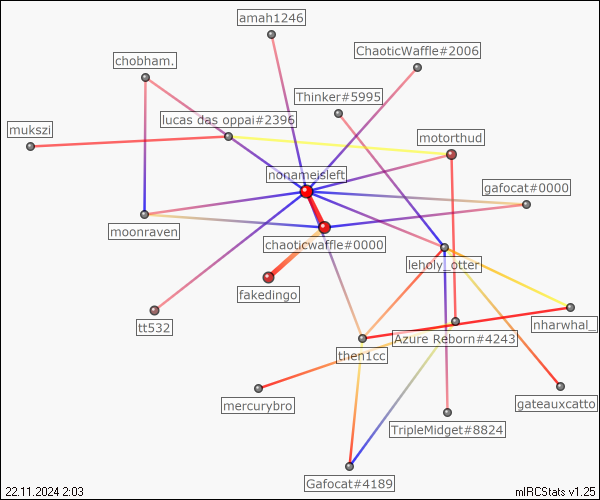 amah1246
ChaoticWaffle#2006
chobham.
Thinker#5995
lucas das oppai#2396
mukszi
motorthud
nonameisleft
gafocat#0000
moonraven
chaoticwaffle#0000
leholy_otter
fakedingo
tt532
nharwhal_
Azure Reborn#4243
then1cc
mercurybro
gateauxcatto
TripleMidget#8824
Gafocat#4189
22.11.2024 2:03
mIRCStats v1.25